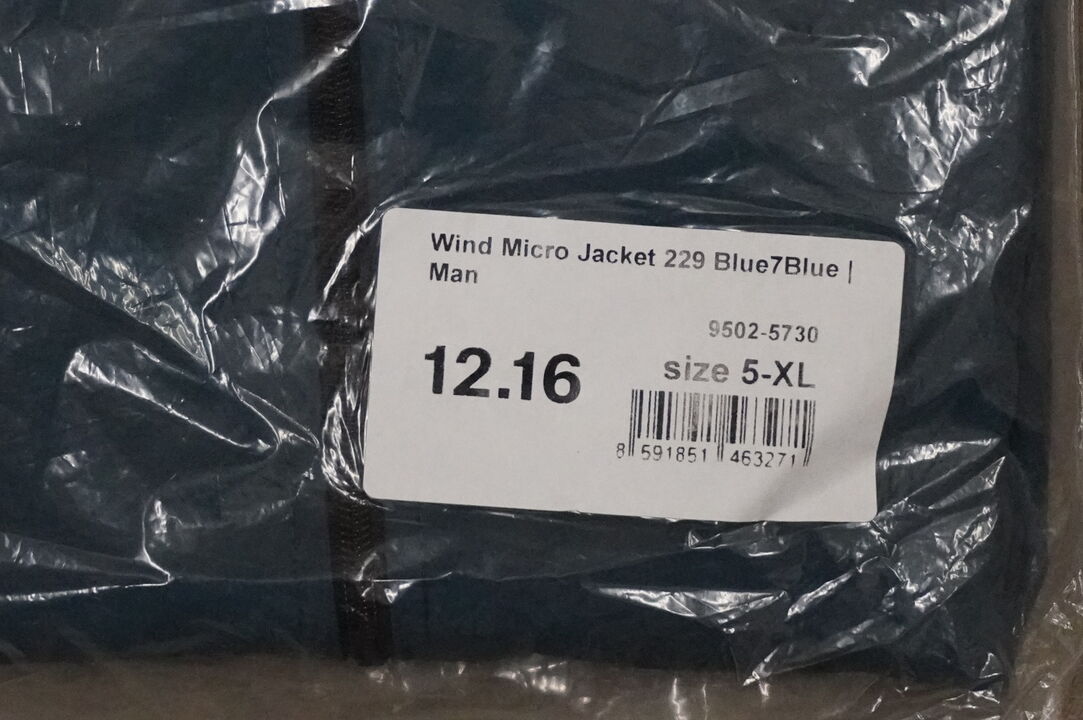 Wind Micro Jacket 229 Blue7Blue |
Man
9502-5730
12.16
size 5-XL
8 591851 463271